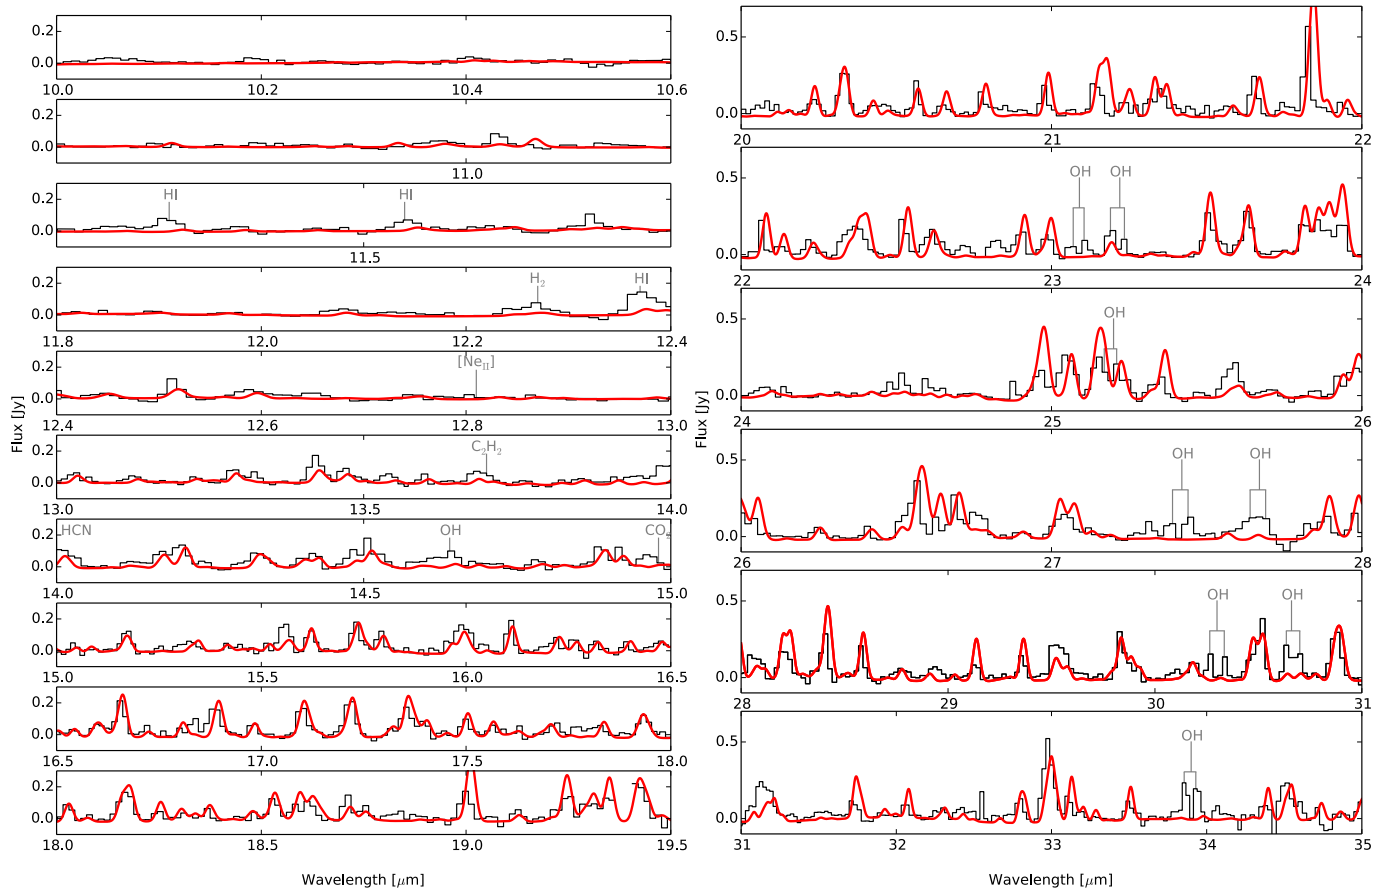 0.2
0.0
10.0 10.2 10.4 10.6
0.2
0.0
11.0
HI HI
0.2
0.0
11.5
H₂ HI
0.2
0.0
11.8 12.0 12.2 12.4
[Ne_II]
0.2
0.0
12.4 12.6 12.8 13.0
C₂H₂
0.2
0.0
13.0 13.5 14.0
HCN OH CO₂
0.2
0.0
14.0 14.5 15.0
0.2
0.0
15.0 15.5 16.0 16.5
0.2
0.0
16.5 17.0 17.5 18.0
0.2
0.0
18.0 18.5 19.0 19.5
Flux [Jy]
Wavelength [μm]
0.5
0.0
20 21 22
OH OH
0.5
0.0
22 23 24
OH
0.5
0.0
24 25 26
OH OH
0.5
0.0
26 27 28
OH OH
0.5
0.0
28 29 30 31
OH
0.5
0.0
31 32 33 34 35
Flux [Jy]
Wavelength [μm]